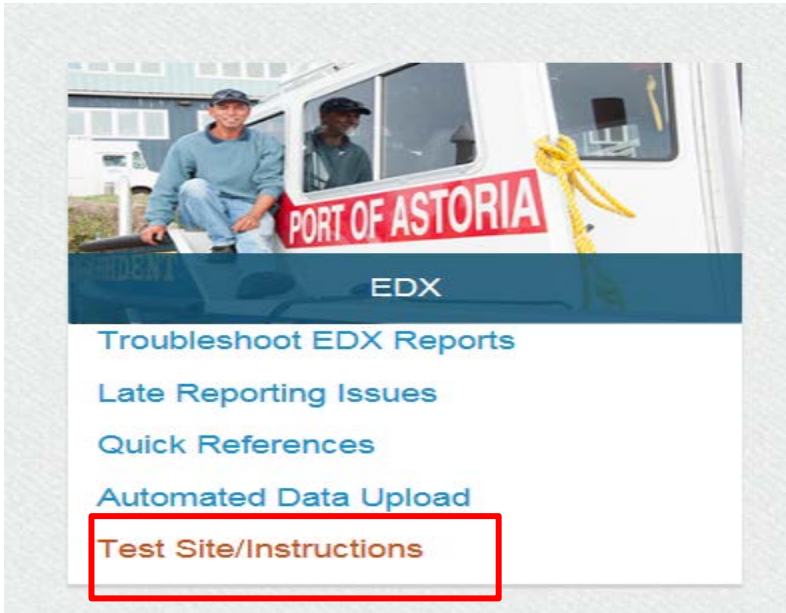 PORT OF ASTORIA
EDX
Troubleshoot EDX Reports
Late Reporting Issues
Quick References
Automated Data Upload
Test Site/Instructions